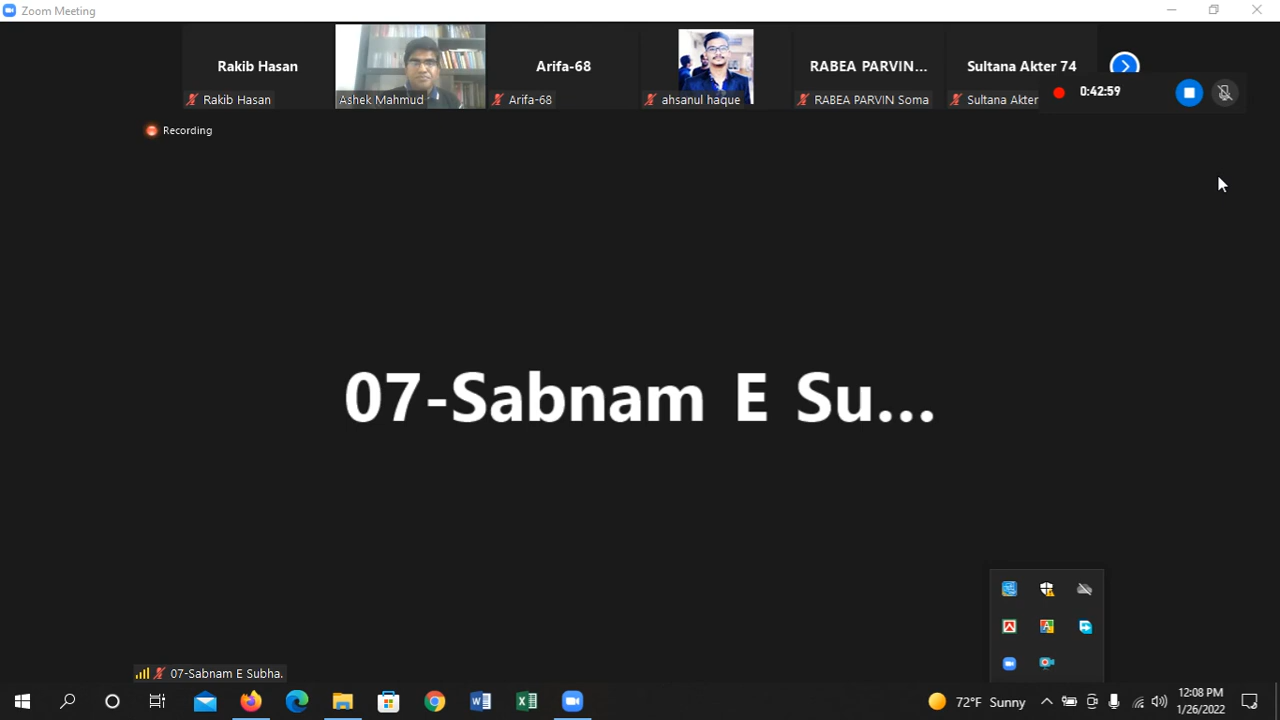 Zoom Meeting
Rakib Hasan
Arifa-68
RABEA PARVIN...
Sultana Akter 74
Rakib Hasan
Ashek Mahmud
Arifa-68
ahsanul haque
RABEA PARVIN Soma
Sultana Akter
0:42:59
Recording
07-Sabnam E Su...
07-Sabnam E Subha.
72°F Sunny
12:08 PM
1/26/2022